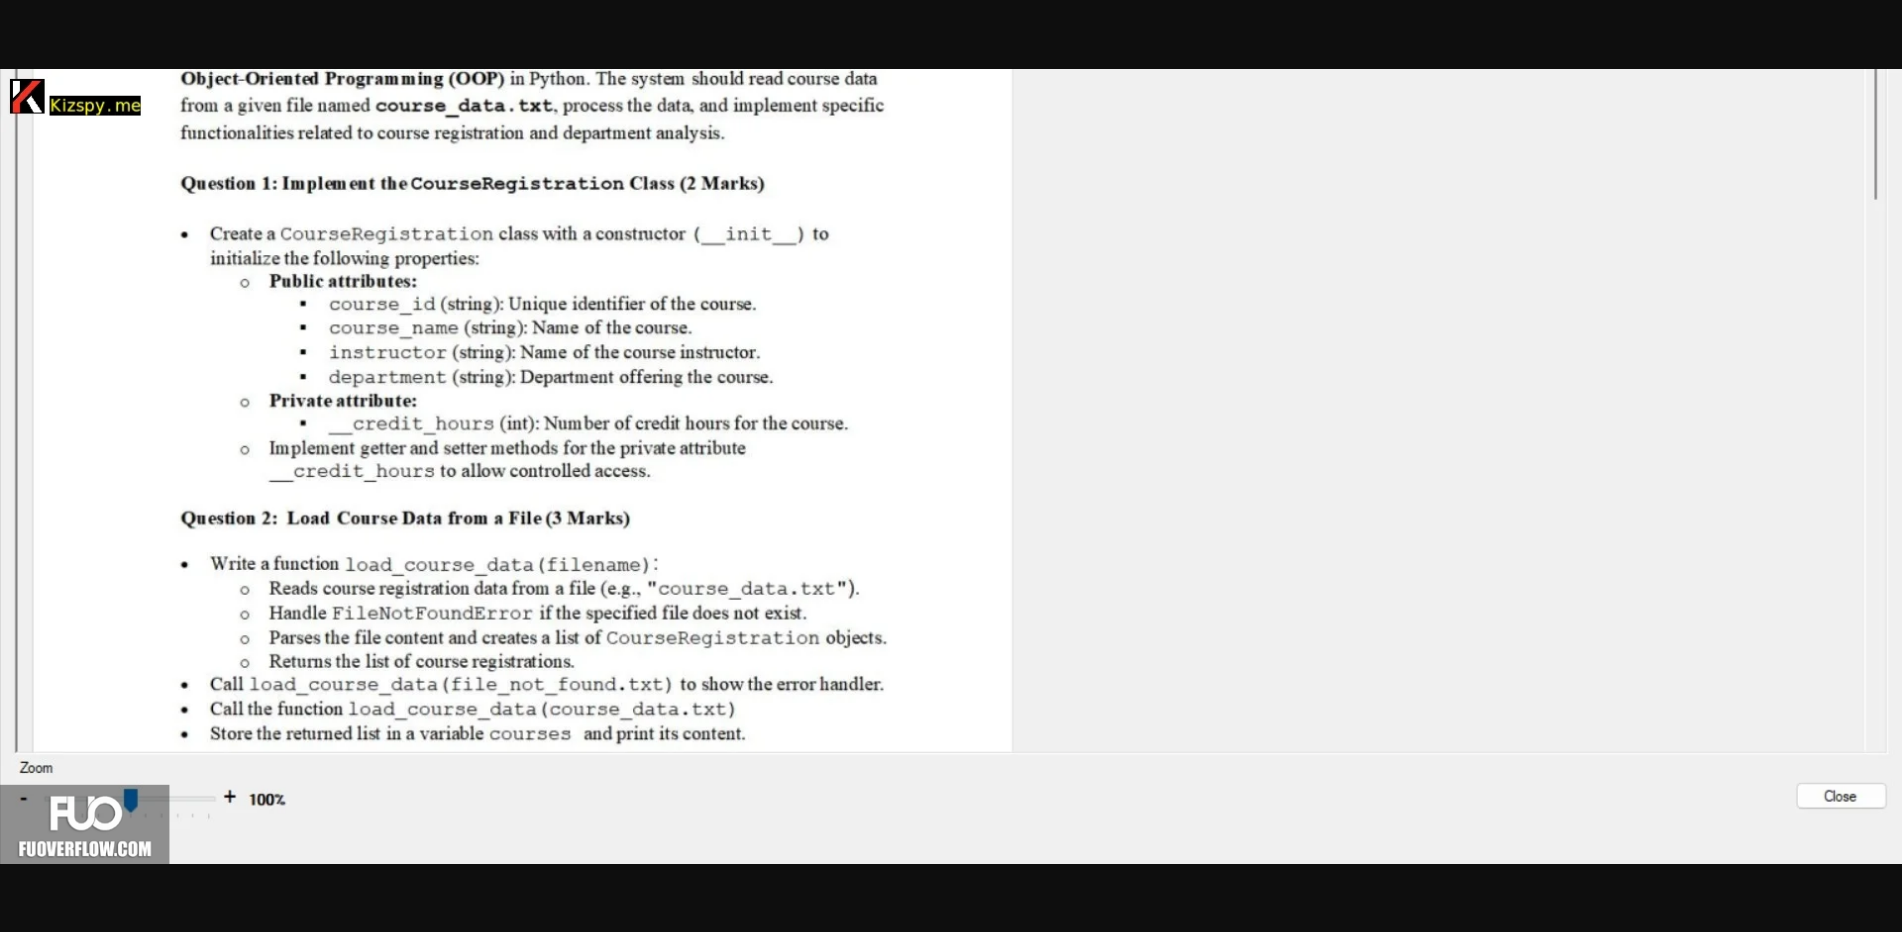 Kizspy.me
Object-Oriented Programming (OOP) in Python. The system should read course data
from a given file named course_data.txt, process the data, and implement specific
functionalities related to course registration and department analysis.
Question 1: Implement the CourseRegistration Class (2 Marks)
• Create a CourseRegistration class with a constructor (__init__) to
initialize the following properties:
o Public attributes:
▪ course_id (string): Unique identifier of the course.
▪ course_name (string): Name of the course.
▪ instructor (string): Name of the course instructor.
▪ department (string): Department offering the course.
o Private attribute:
▪ __credit_hours (int): Number of credit hours for the course.
o Implement getter and setter methods for the private attribute
__credit_hours to allow controlled access.
Question 2: Load Course Data from a File (3 Marks)
• Write a function load_course_data(filename):
o Reads course registration data from a file (e.g., "course_data.txt").
o Handle FileNotFoundError if the specified file does not exist.
o Parses the file content and creates a list of CourseRegistration objects.
o Returns the list of course registrations.
• Call load_course_data(file_not_found.txt) to show the error handler.
• Call the function load_course_data(course_data.txt)
• Store the returned list in a variable courses and print its content.
Zoom
- + 100%
Close
FUO
FUOVERFLOW.COM